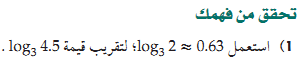 تحقق من فهمك
1) استعمل log₃ 2 ≈ 0.63؛ لتقريب قيمة log₃ 4.5 .